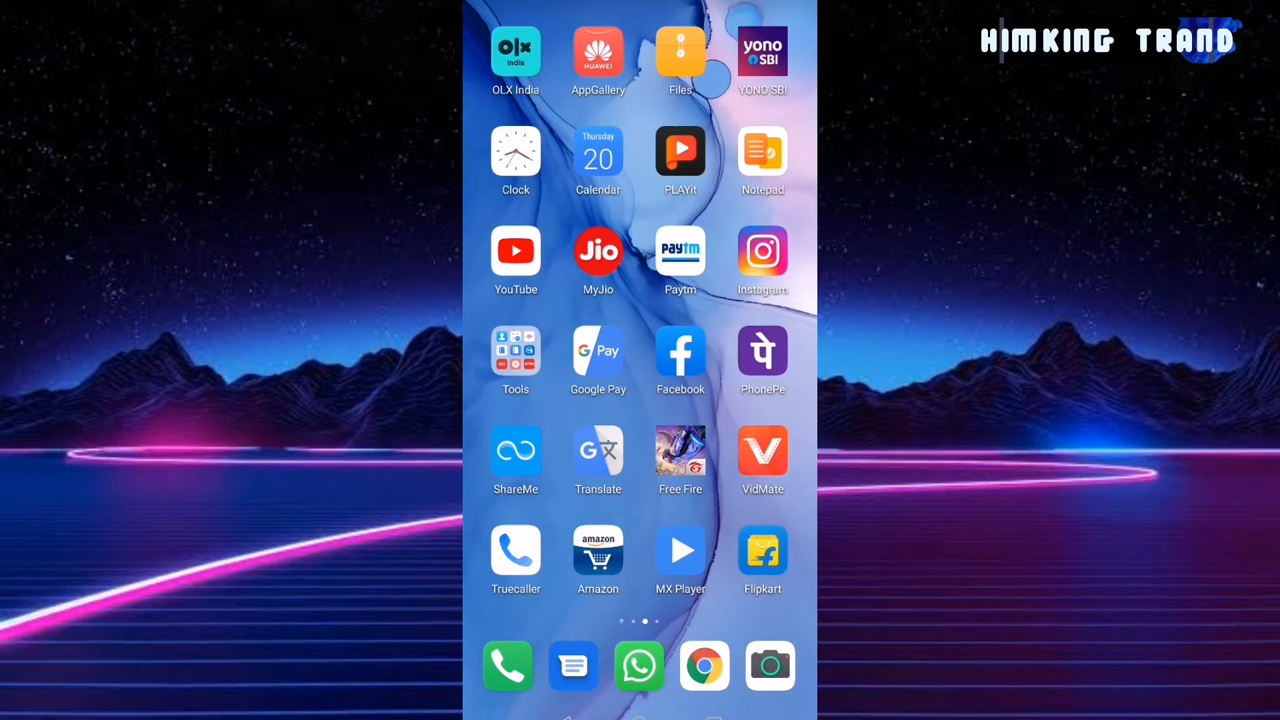 HIMKING TRAND
olx
India
HUAWEI
yono
SBI
OLX India
AppGallery
Files
YONO SBI
Thursday
20
Clock
Calendar
PLAYit
Notepad
Jio
paytm
YouTube
MyJio
Paytm
Instagram
G Pay
पे
Tools
Google Pay
Facebook
PhonePe
G文
ShareMe
Translate
Free Fire
VidMate
amazon
Truecaller
Amazon
MX Player
Flipkart